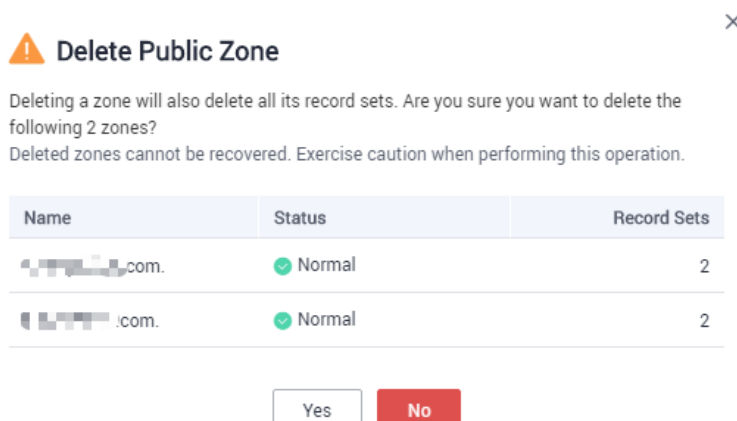 Delete Public Zone
Deleting a zone will also delete all its record sets. Are you sure you want to delete the
following 2 zones?
Deleted zones cannot be recovered. Exercise caution when performing this operation.
Name Status Record Sets
com. Normal 2
com. Normal 2
Yes No